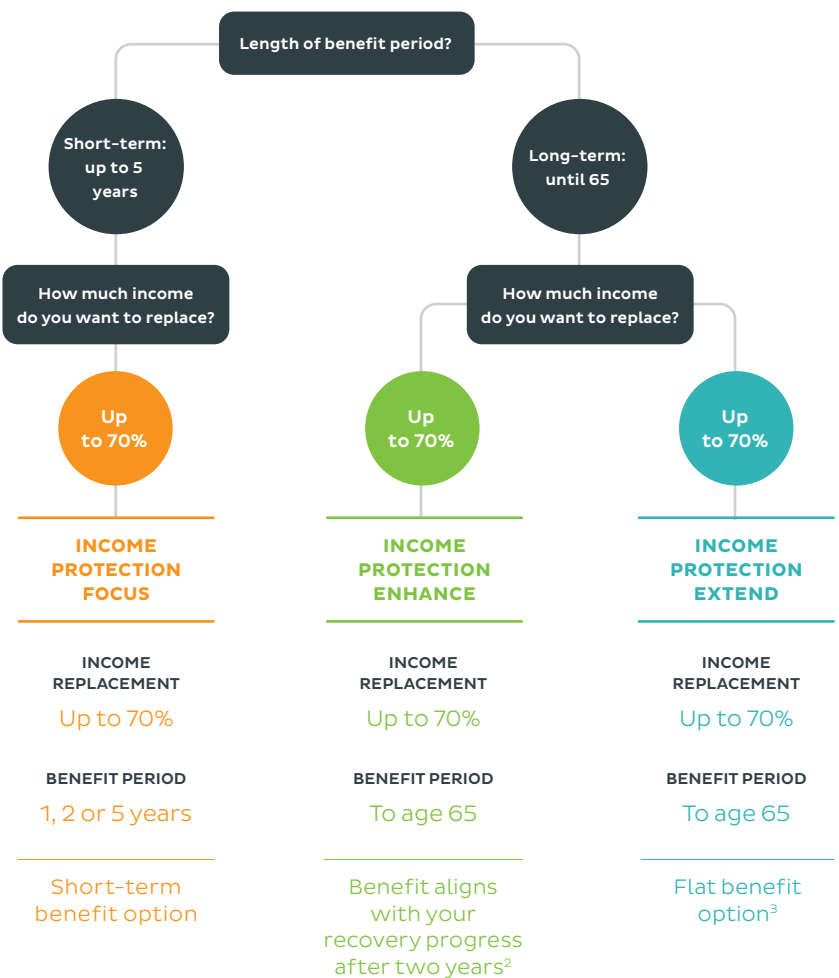 Length of benefit period?
Short-term:
up to 5
years
Long-term:
until 65
How much income
do you want to replace?
How much income
do you want to replace?
Up
to 70%
Up
to 70%
Up
to 70%
INCOME
PROTECTION
FOCUS
INCOME
PROTECTION
ENHANCE
INCOME
PROTECTION
EXTEND
INCOME
REPLACEMENT
Up to 70%
INCOME
REPLACEMENT
Up to 70%
INCOME
REPLACEMENT
Up to 70%
BENEFIT PERIOD
1, 2 or 5 years
BENEFIT PERIOD
To age 65
BENEFIT PERIOD
To age 65
Short-term
benefit option
Benefit aligns
with your
recovery progress
after two years²
Flat benefit
option³